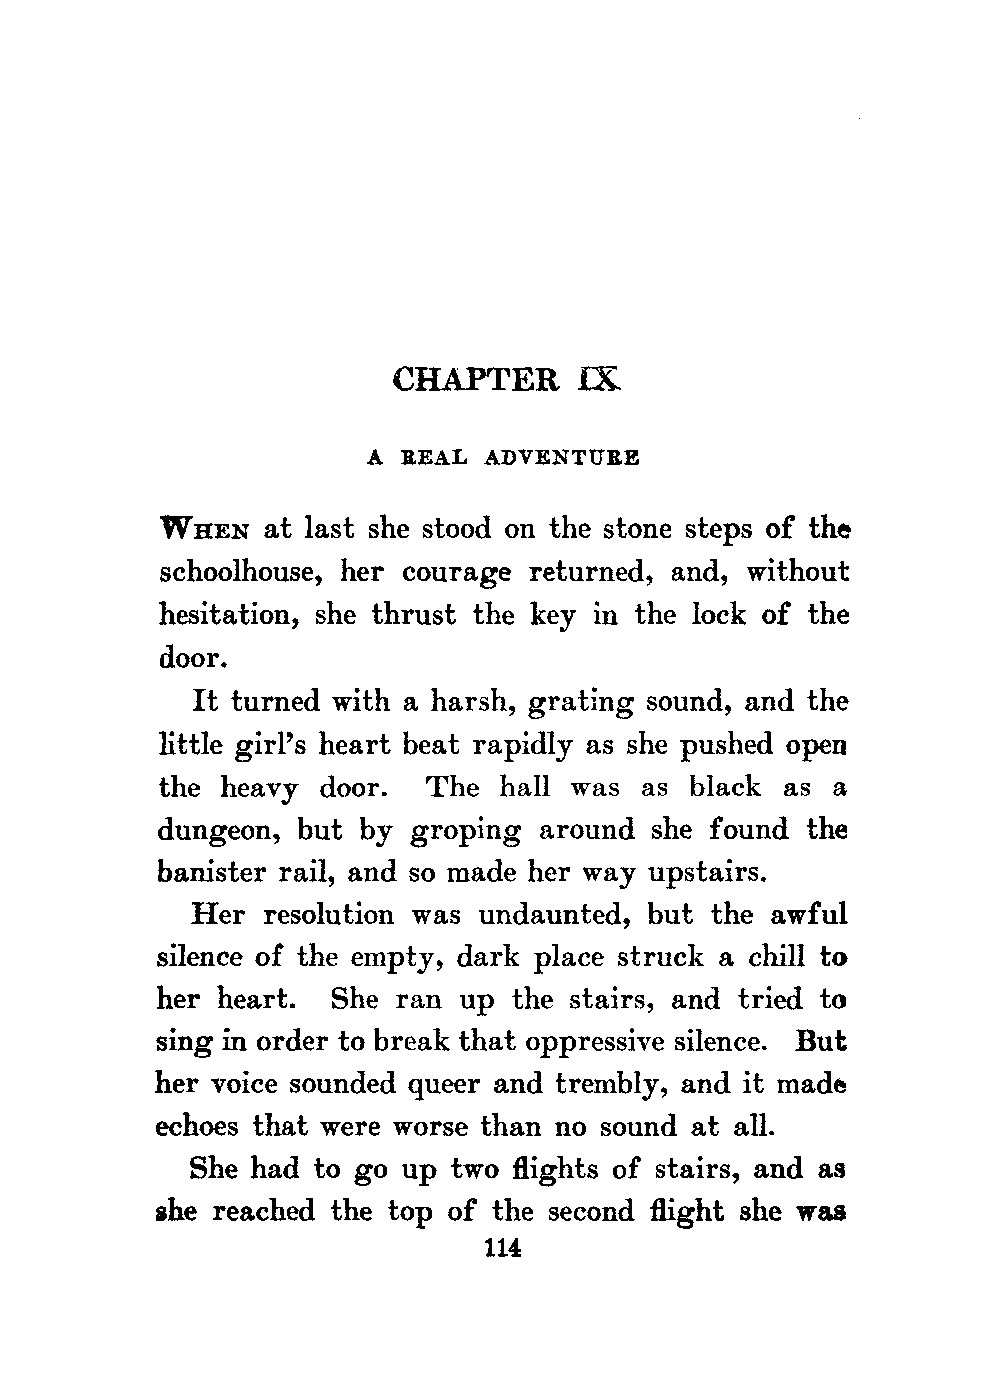 CHAPTER IX
A REAL ADVENTURE
WHEN at last she stood on the stone steps of the
schoolhouse, her courage returned, and, without
hesitation, she thrust the key in the lock of the
door.
It turned with a harsh, grating sound, and the
little girl's heart beat rapidly as she pushed open
the heavy door. The hall was as black as a
dungeon, but by groping around she found the
banister rail, and so made her way upstairs.
Her resolution was undaunted, but the awful
silence of the empty, dark place struck a chill to
her heart. She ran up the stairs, and tried to
sing in order to break that oppressive silence. But
her voice sounded queer and trembly, and it made
echoes that were worse than no sound at all.
She had to go up two flights of stairs, and as
she reached the top of the second flight she was
114